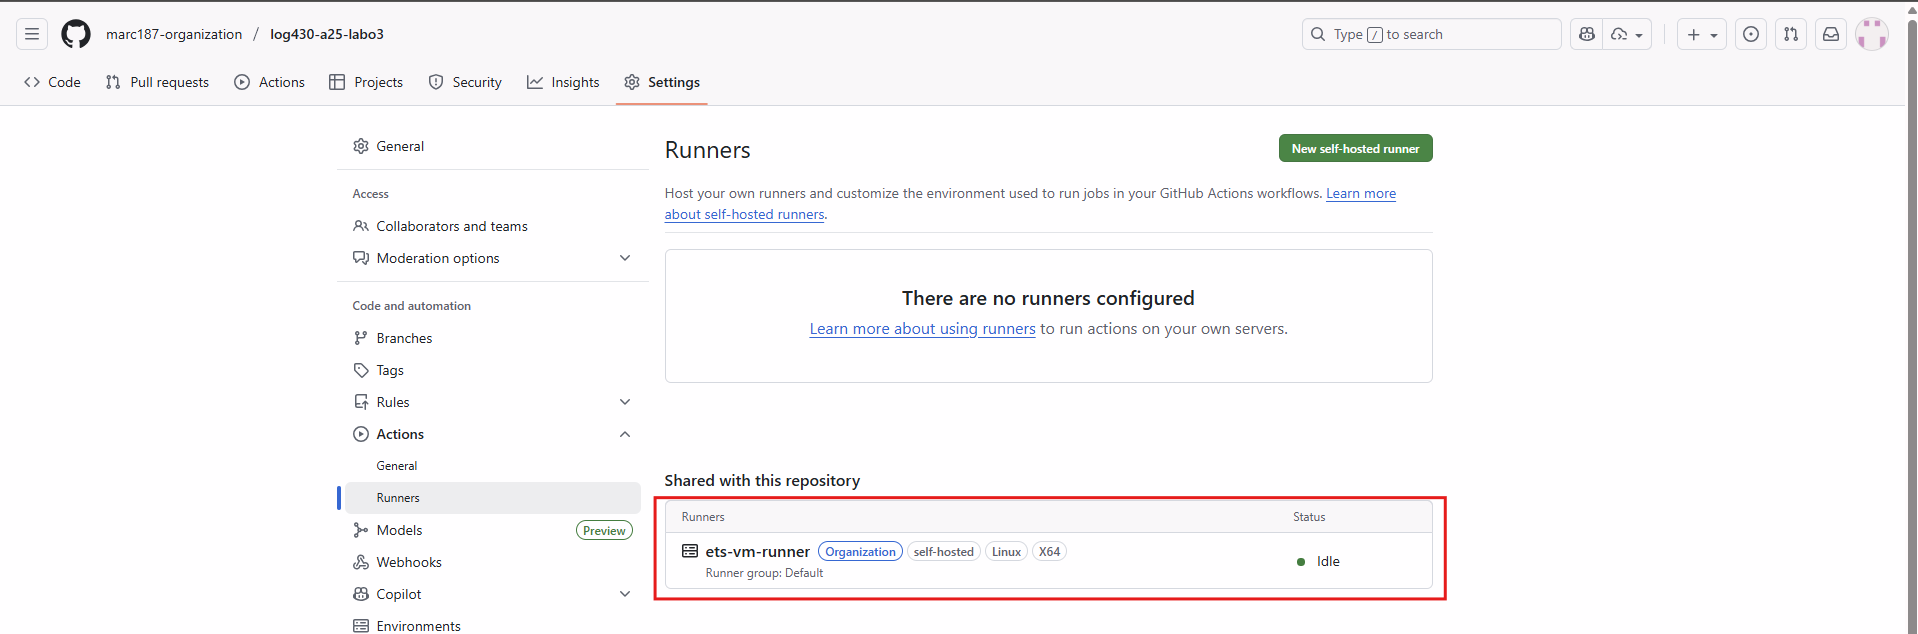 marc187-organization / log430-a25-labo3
Type / to search
Code
Pull requests
Actions
Projects
Security
Insights
Settings
General
Access
Collaborators and teams
Moderation options
Code and automation
Branches
Tags
Rules
Actions
General
Runners
Models Preview
Webhooks
Copilot
Environments
Runners
New self-hosted runner
Host your own runners and customize the environment used to run jobs in your GitHub Actions workflows. Learn more
about self-hosted runners.
There are no runners configured
Learn more about using runners to run actions on your own servers.
Shared with this repository
Runners Status
ets-vm-runner Organization self-hosted Linux X64
Idle
Runner group: Default